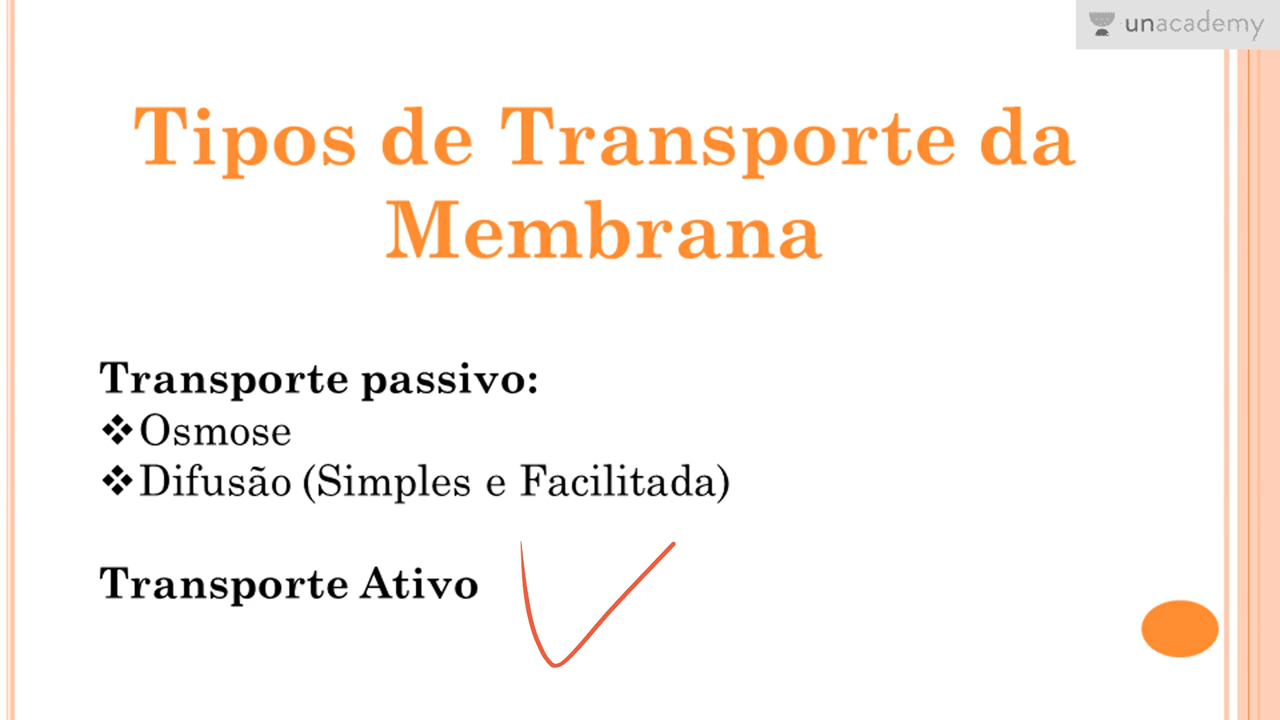 unacademy
Tipos de Transporte da
Membrana
Transporte passivo:
❖Osmose
❖Difusão (Simples e Facilitada)
Transporte Ativo